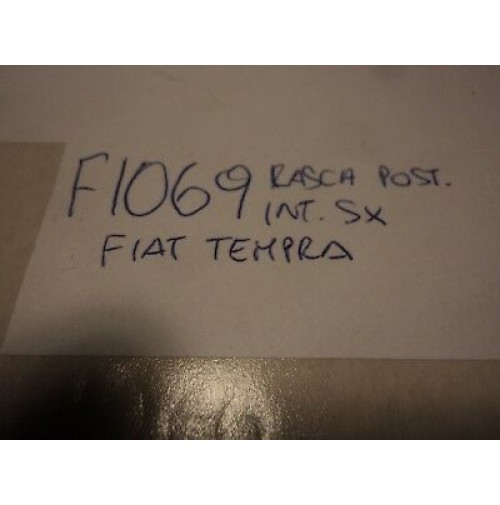 F1069 RASCA POST.
INT. SX
FIAT TEMPRA